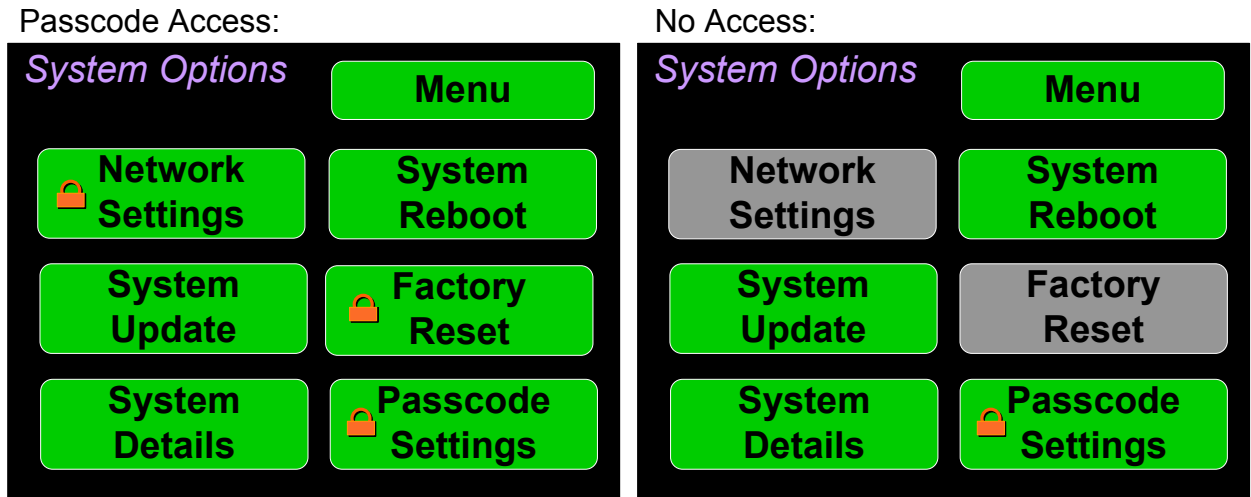 Passcode Access:
System Options
Menu
Network
Settings
System
Reboot
System
Update
Factory
Reset
System
Details
Passcode
Settings
No Access:
System Options
Menu
Network
Settings
System
Reboot
System
Update
Factory
Reset
System
Details
Passcode
Settings